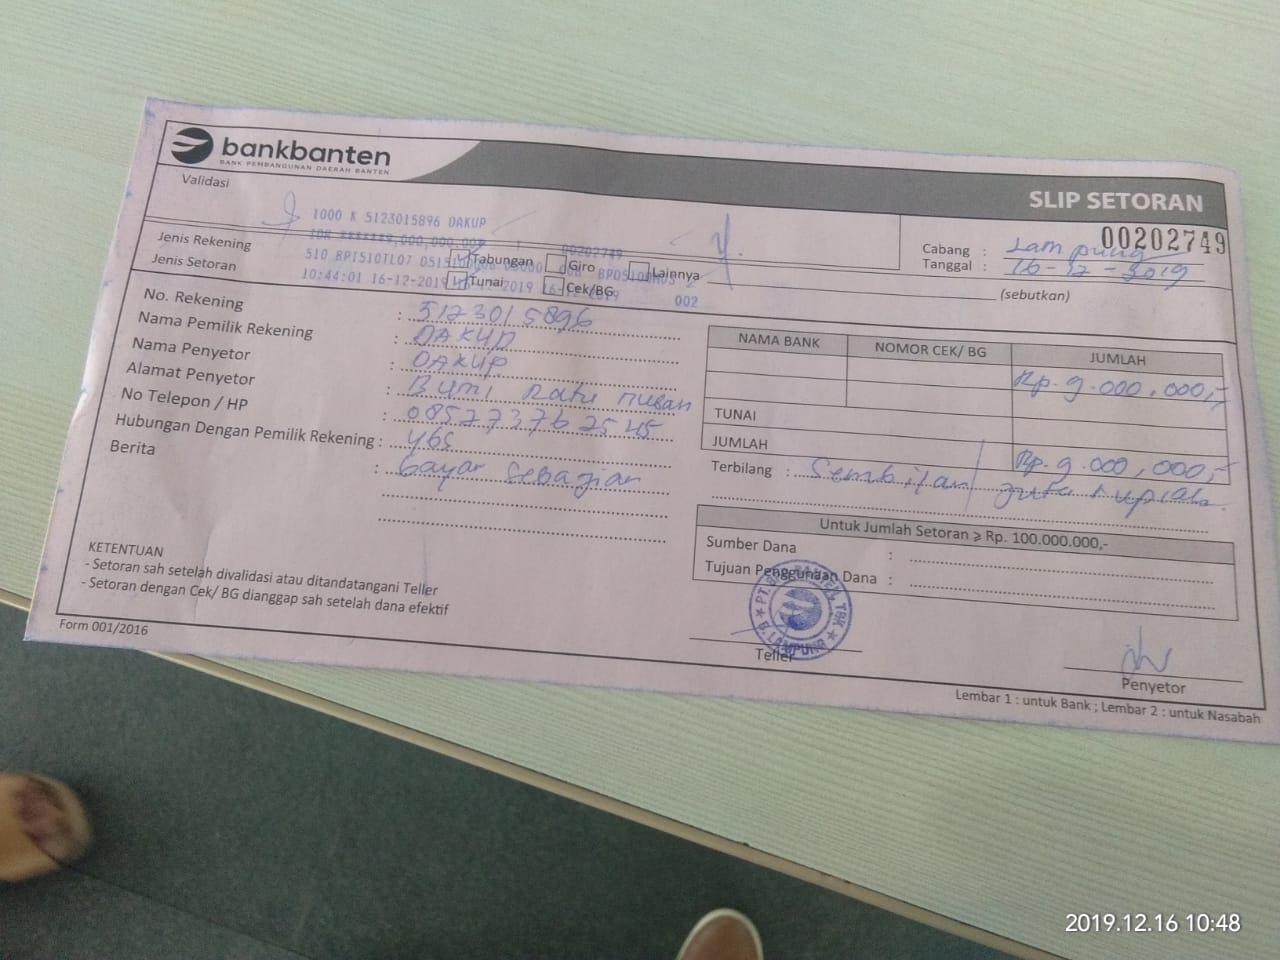 bankbanten
BANK PEMBANGUNAN DAERAH BANTEN
SLIP SETORAN
Validasi
00202749
1000 K 5123015896 DAKUP
Cabang : Lampung
Tanggal : 16-12-2019
Jenis Rekening
Tabungan
Giro
Lainnya
(sebutkan)
Jenis Setoran
Tunai
Cek/BG
10:44:01 16-12-2019
002
No. Rekening : 5123015896
Nama Pemilik Rekening : DAKUP
Nama Penyetor : DAKUP
Alamat Penyetor : Bumi Ratu nuban
No Telepon / HP : 085273762545
Hubungan Dengan Pemilik Rekening : ybs
Berita : bayar sebagian
NAMA BANK NOMOR CEK/ BG JUMLAH
Rp. 9.000.000,-
TUNAI
JUMLAH Rp. 9.000,000,-
Terbilang : Sembilan juta rupiah
Untuk Jumlah Setoran ⩾ Rp. 100.000.000,-
Sumber Dana :
Tujuan Penggunaan Dana :
KETENTUAN
- Setoran sah setelah divalidasi atau ditandatangani Teller
- Setoran dengan Cek/ BG dianggap sah setelah dana efektif
Teller
Penyetor
Form 001/2016
Lembar 1 : untuk Bank ; Lembar 2 : untuk Nasabah
2019.12.16 10:48